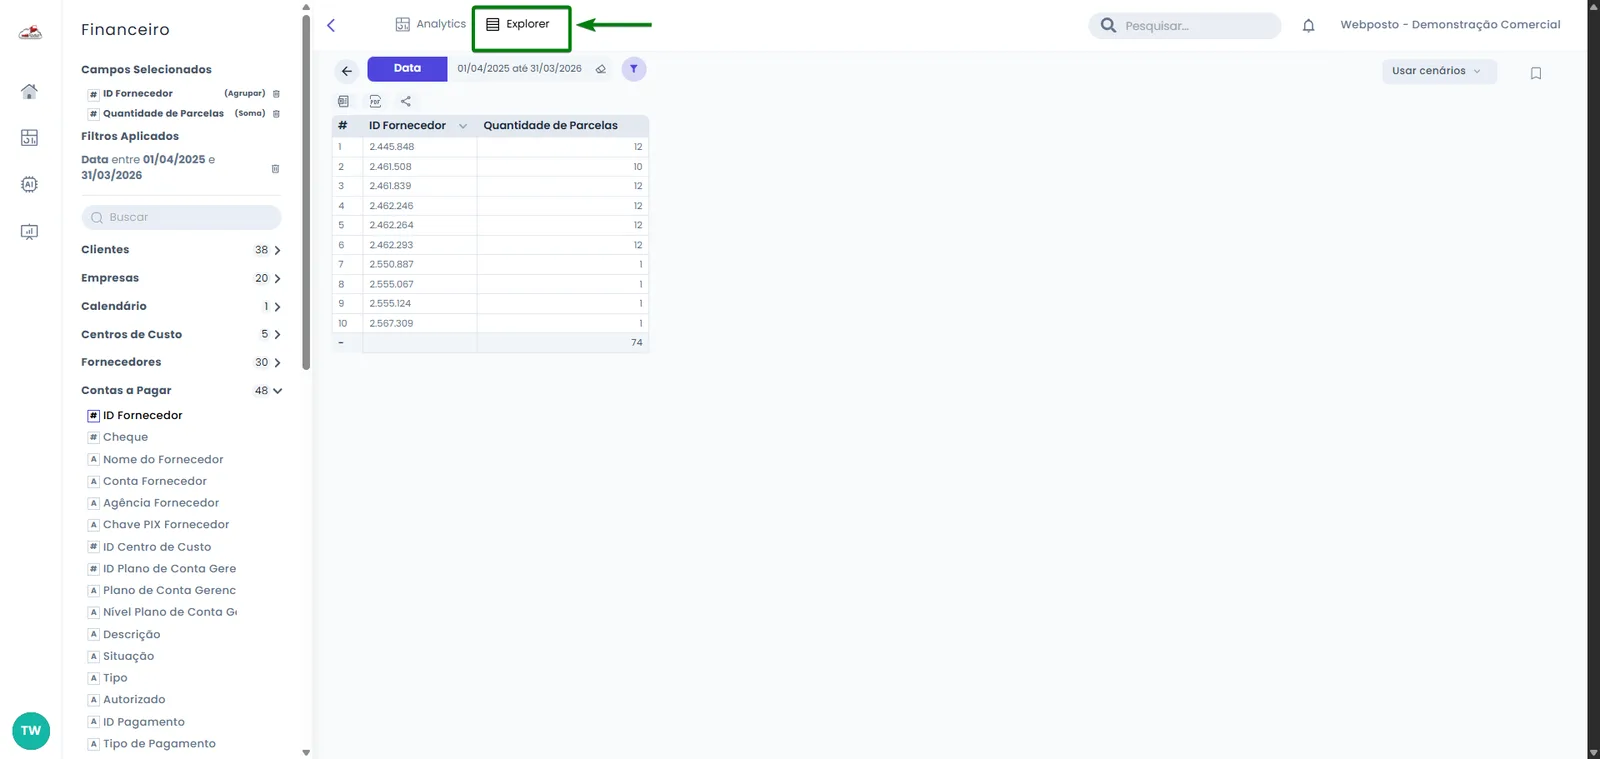 Financeiro
Campos Selecionados
# ID Fornecedor (Agrupar)
# Quantidade de Parcelas (Soma)
Filtros Aplicados
Data entre 01/04/2025 e
31/03/2026
Buscar
Clientes 38
Empresas 20
Calendário 1
Centros de Custo 5
Fornecedores 30
Contas a Pagar 48
# ID Fornecedor
# Cheque
A Nome do Fornecedor
A Conta Fornecedor
A Agência Fornecedor
A Chave PIX Fornecedor
# ID Centro de Custo
# ID Plano de Conta Gere
A Plano de Conta Gerenc
A Nível Plano de Conta Ge
A Descrição
A Situação
A Tipo
A Autorizado
A ID Pagamento
A Tipo de Pagamento
AI
TW
Analytics Explorer
Pesquisar...
Webposto - Demonstração Comercial
Data 01/04/2025 até 31/03/2026
Usar cenários
PDF
# ID Fornecedor Quantidade de Parcelas
1 2.445.848 12
2 2.461.508 10
3 2.461.839 12
4 2.462.246 12
5 2.462.264 12
6 2.462.293 12
7 2.550.887 1
8 2.555.067 1
9 2.555.124 1
10 2.567.309 1
- 74